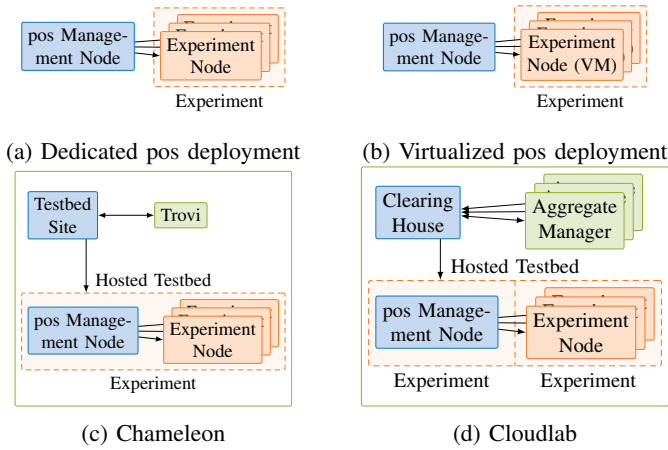 pos Manage-
ment Node
Experiment
Node
Experiment
(a) Dedicated pos deployment
pos Manage-
ment Node
Experiment
Node (VM)
Experiment
(b) Virtualized pos deployment
Testbed
Site
Trovi
Hosted Testbed
pos Manage-
ment Node
Experiment
Node
Experiment
(c) Chameleon
Clearing
House
Aggregate
Manager
Hosted Testbed
pos Manage-
ment Node
Experiment
Node
Experiment
Experiment
(d) Cloudlab